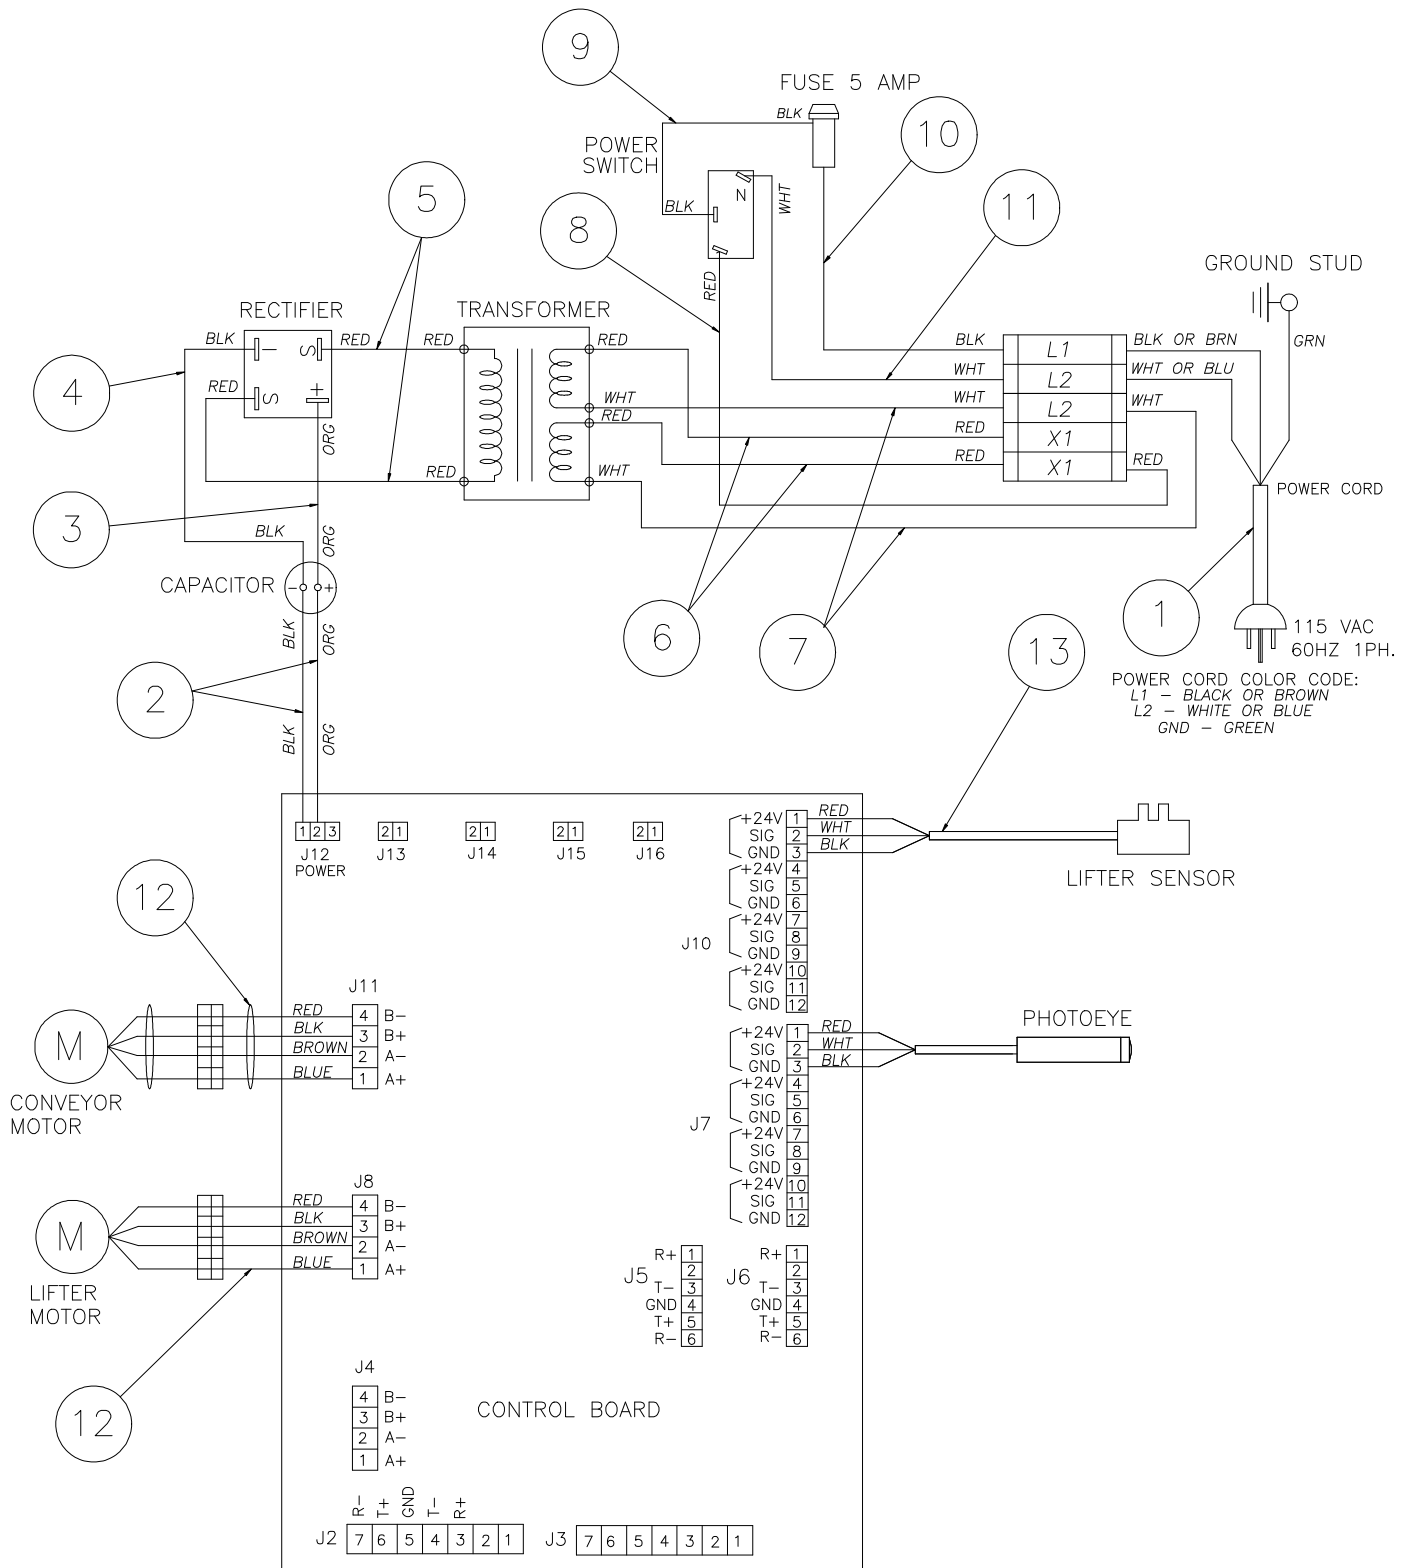 9
FUSE 5 AMP
BLK
10
POWER
SWITCH
5
N
WHT
BLK
11
8
RED
GROUND STUD
RECTIFIER
TRANSFORMER
BLK
–
S
RED
RED
RED
BLK
L1
BLK OR BRN
GRN
4
RED
S
+
WHT
L2
WHT OR BLU
WHT
WHT
L2
WHT
RED
ORG
RED
X1
RED
WHT
RED
X1
RED
POWER CORD
3
BLK
ORG
CAPACITOR
–
+
6
7
1
115 VAC
60HZ 1PH.
BLK
ORG
13
2
POWER CORD COLOR CODE:
L1 – BLACK OR BROWN
L2 – WHITE OR BLUE
GND – GREEN
BLK
ORG
1 2 3
J12
POWER
2 1
J13
2 1
J14
2 1
J15
2 1
J16
+24V 1 RED
SIG 2 WHT
GND 3 BLK
+24V 4
SIG 5
GND 6
+24V 7
J10
SIG 8
GND 9
+24V 10
SIG 11
GND 12
LIFTER SENSOR
12
J11
RED 4 B–
BLK 3 B+
BROWN 2 A–
BLUE 1 A+
M
CONVEYOR
MOTOR
+24V 1 RED
SIG 2 WHT
GND 3 BLK
+24V 4
SIG 5
GND 6
J7
+24V 7
SIG 8
GND 9
+24V 10
SIG 11
GND 12
PHOTOEYE
J8
RED 4 B–
BLK 3 B+
BROWN 2 A–
BLUE 1 A+
M
LIFTER
MOTOR
12
J5
R+ 1
2
T– 3
GND 4
T+ 5
R– 6
J6
R+ 1
2
T– 3
GND 4
T+ 5
R– 6
J4
4 B–
3 B+
2 A–
1 A+
CONTROL BOARD
R– T+ GND T– R+
J2 7 6 5 4 3 2 1
J3 7 6 5 4 3 2 1